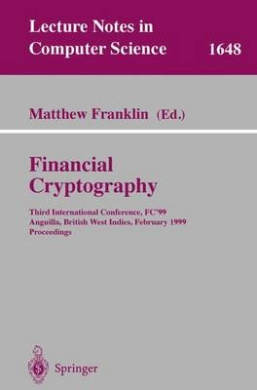 Lecture Notes in
Computer Science 1648
Matthew Franklin (Ed.)
Financial
Cryptography
Third International Conference, FC'99
Anguilla, British West Indies, February 1999
Proceedings
Springer